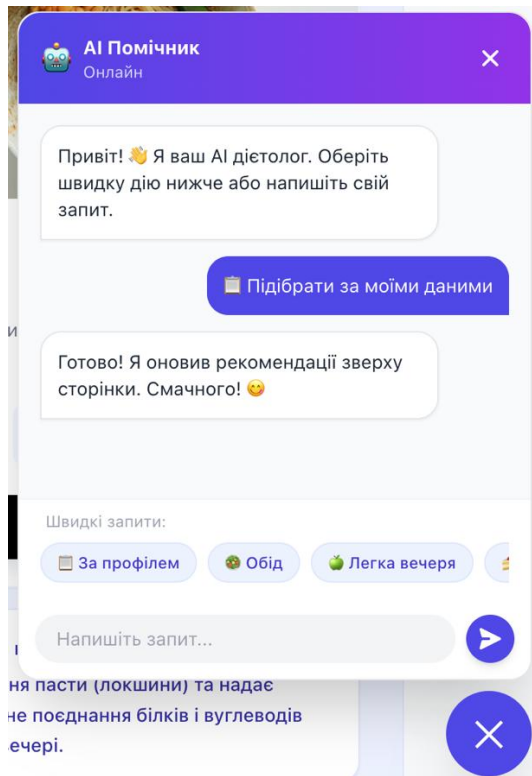 AI Помічник
Онлайн
Привіт! 👋 Я ваш AI дієтолог. Оберіть
швидку дію нижче або напишіть свій
запит.
📋 Підібрати за моїми даними
Готово! Я оновив рекомендації зверху
сторінки. Смачного! 😋
Швидкі запити:
📋 За профілем
🥗 Обід
🍏 Легка вечеря
Напишіть запит...
ня пасти (локшини) та надає
не поєднання білків і вуглеводів
ечері.